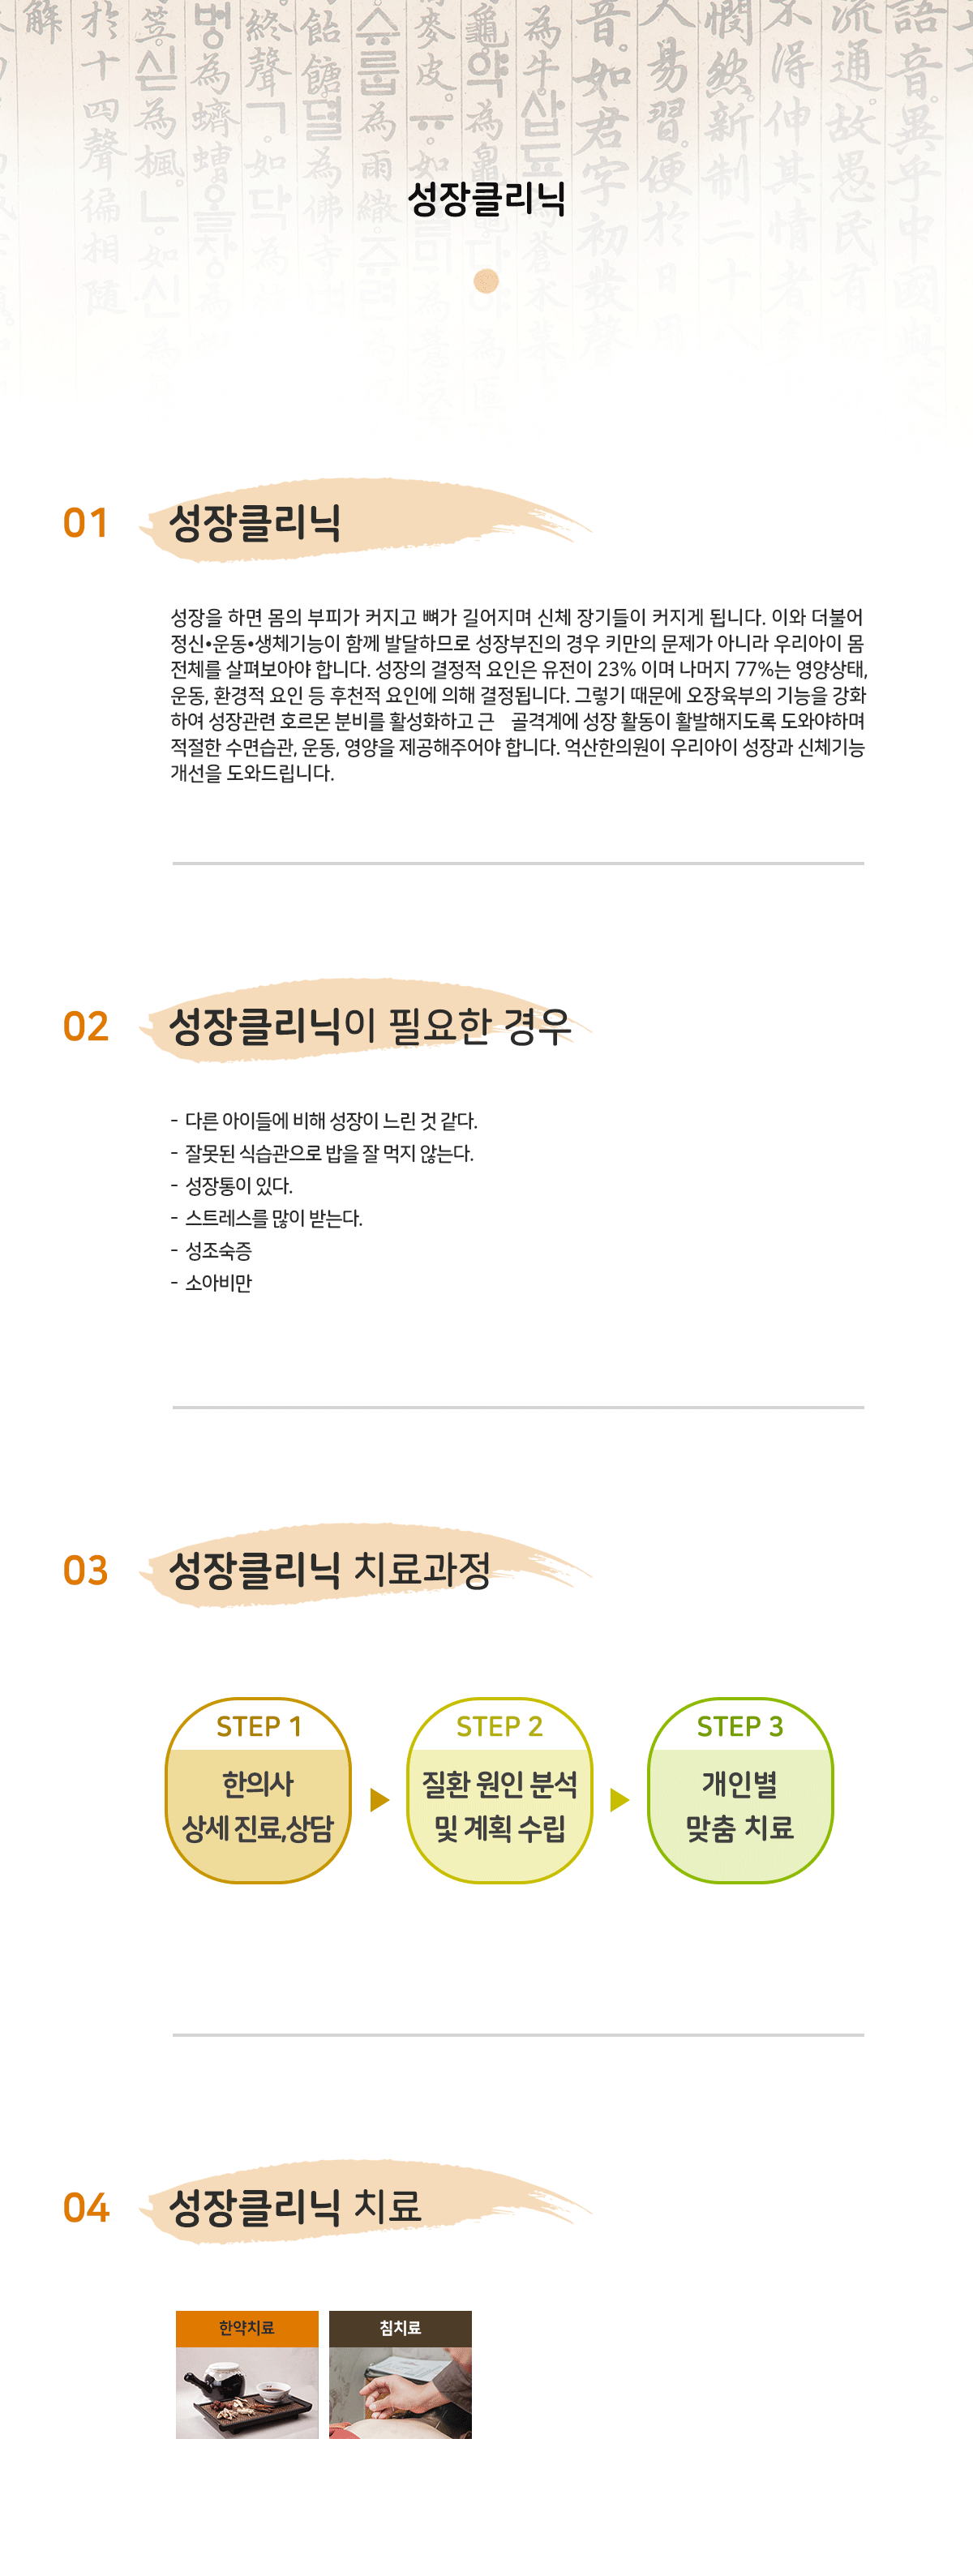 성장클리닉
01
성장클리닉
성장을 하면 몸의 부피가 커지고 뼈가 길어지며 신체 장기들이 커지게 됩니다. 이와 더불어
정신•운동•생체기능이 함께 발달하므로 성장부진의 경우 키만의 문제가 아니라 우리아이 몸
전체를 살펴보아야 합니다. 성장의 결정적 요인은 유전이 23% 이며 나머지 77%는 영양상태,
운동, 환경적 요인 등 후천적 요인에 의해 결정됩니다. 그렇기 때문에 오장육부의 기능을 강화
하여 성장관련 호르몬 분비를 활성화하고 근 골격계에 성장 활동이 활발해지도록 도와야하며
적절한 수면습관, 운동, 영양을 제공해주어야 합니다. 억산한의원이 우리아이 성장과 신체기능
개선을 도와드립니다.
02
성장클리닉이 필요한 경우
- 다른 아이들에 비해 성장이 느린 것 같다.
- 잘못된 식습관으로 밥을 잘 먹지 않는다.
- 성장통이 있다.
- 스트레스를 많이 받는다.
- 성조숙증
- 소아비만
03
성장클리닉 치료과정
STEP 1
한의사
상세 진료,상담
STEP 2
질환 원인 분석
및 계획 수립
STEP 3
개인별
맞춤 치료
04
성장클리닉 치료
한약치료
침치료